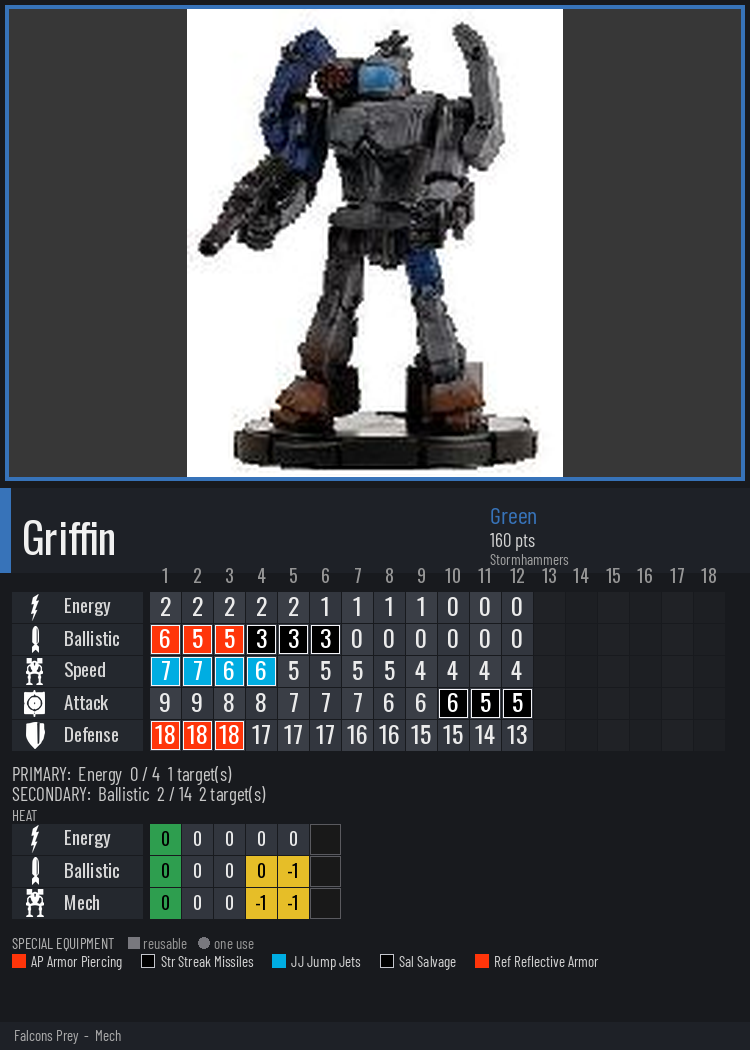 Griffin
Green
160 pts
Stormhammers
1 2 3 4 5 6 7 8 9 10 11 12 13 14 15 16 17 18
Energy 2 2 2 2 2 1 1 1 1 0 0 0
Ballistic 6 5 5 3 3 3 0 0 0 0 0 0
Speed 7 7 6 6 5 5 5 5 4 4 4 4
Attack 9 9 8 8 7 7 7 6 6 6 5 5
Defense 18 18 18 17 17 17 16 16 15 15 14 13
PRIMARY: Energy 0 / 4 1 target(s)
SECONDARY: Ballistic 2 / 14 2 target(s)
HEAT
Energy 0 0 0 0 0
Ballistic 0 0 0 0 -1
Mech 0 0 0 -1 -1
SPECIAL EQUIPMENT reusable one use
AP Armor Piercing Str Streak Missiles JJ Jump Jets Sal Salvage Ref Reflective Armor
Falcons Prey - Mech